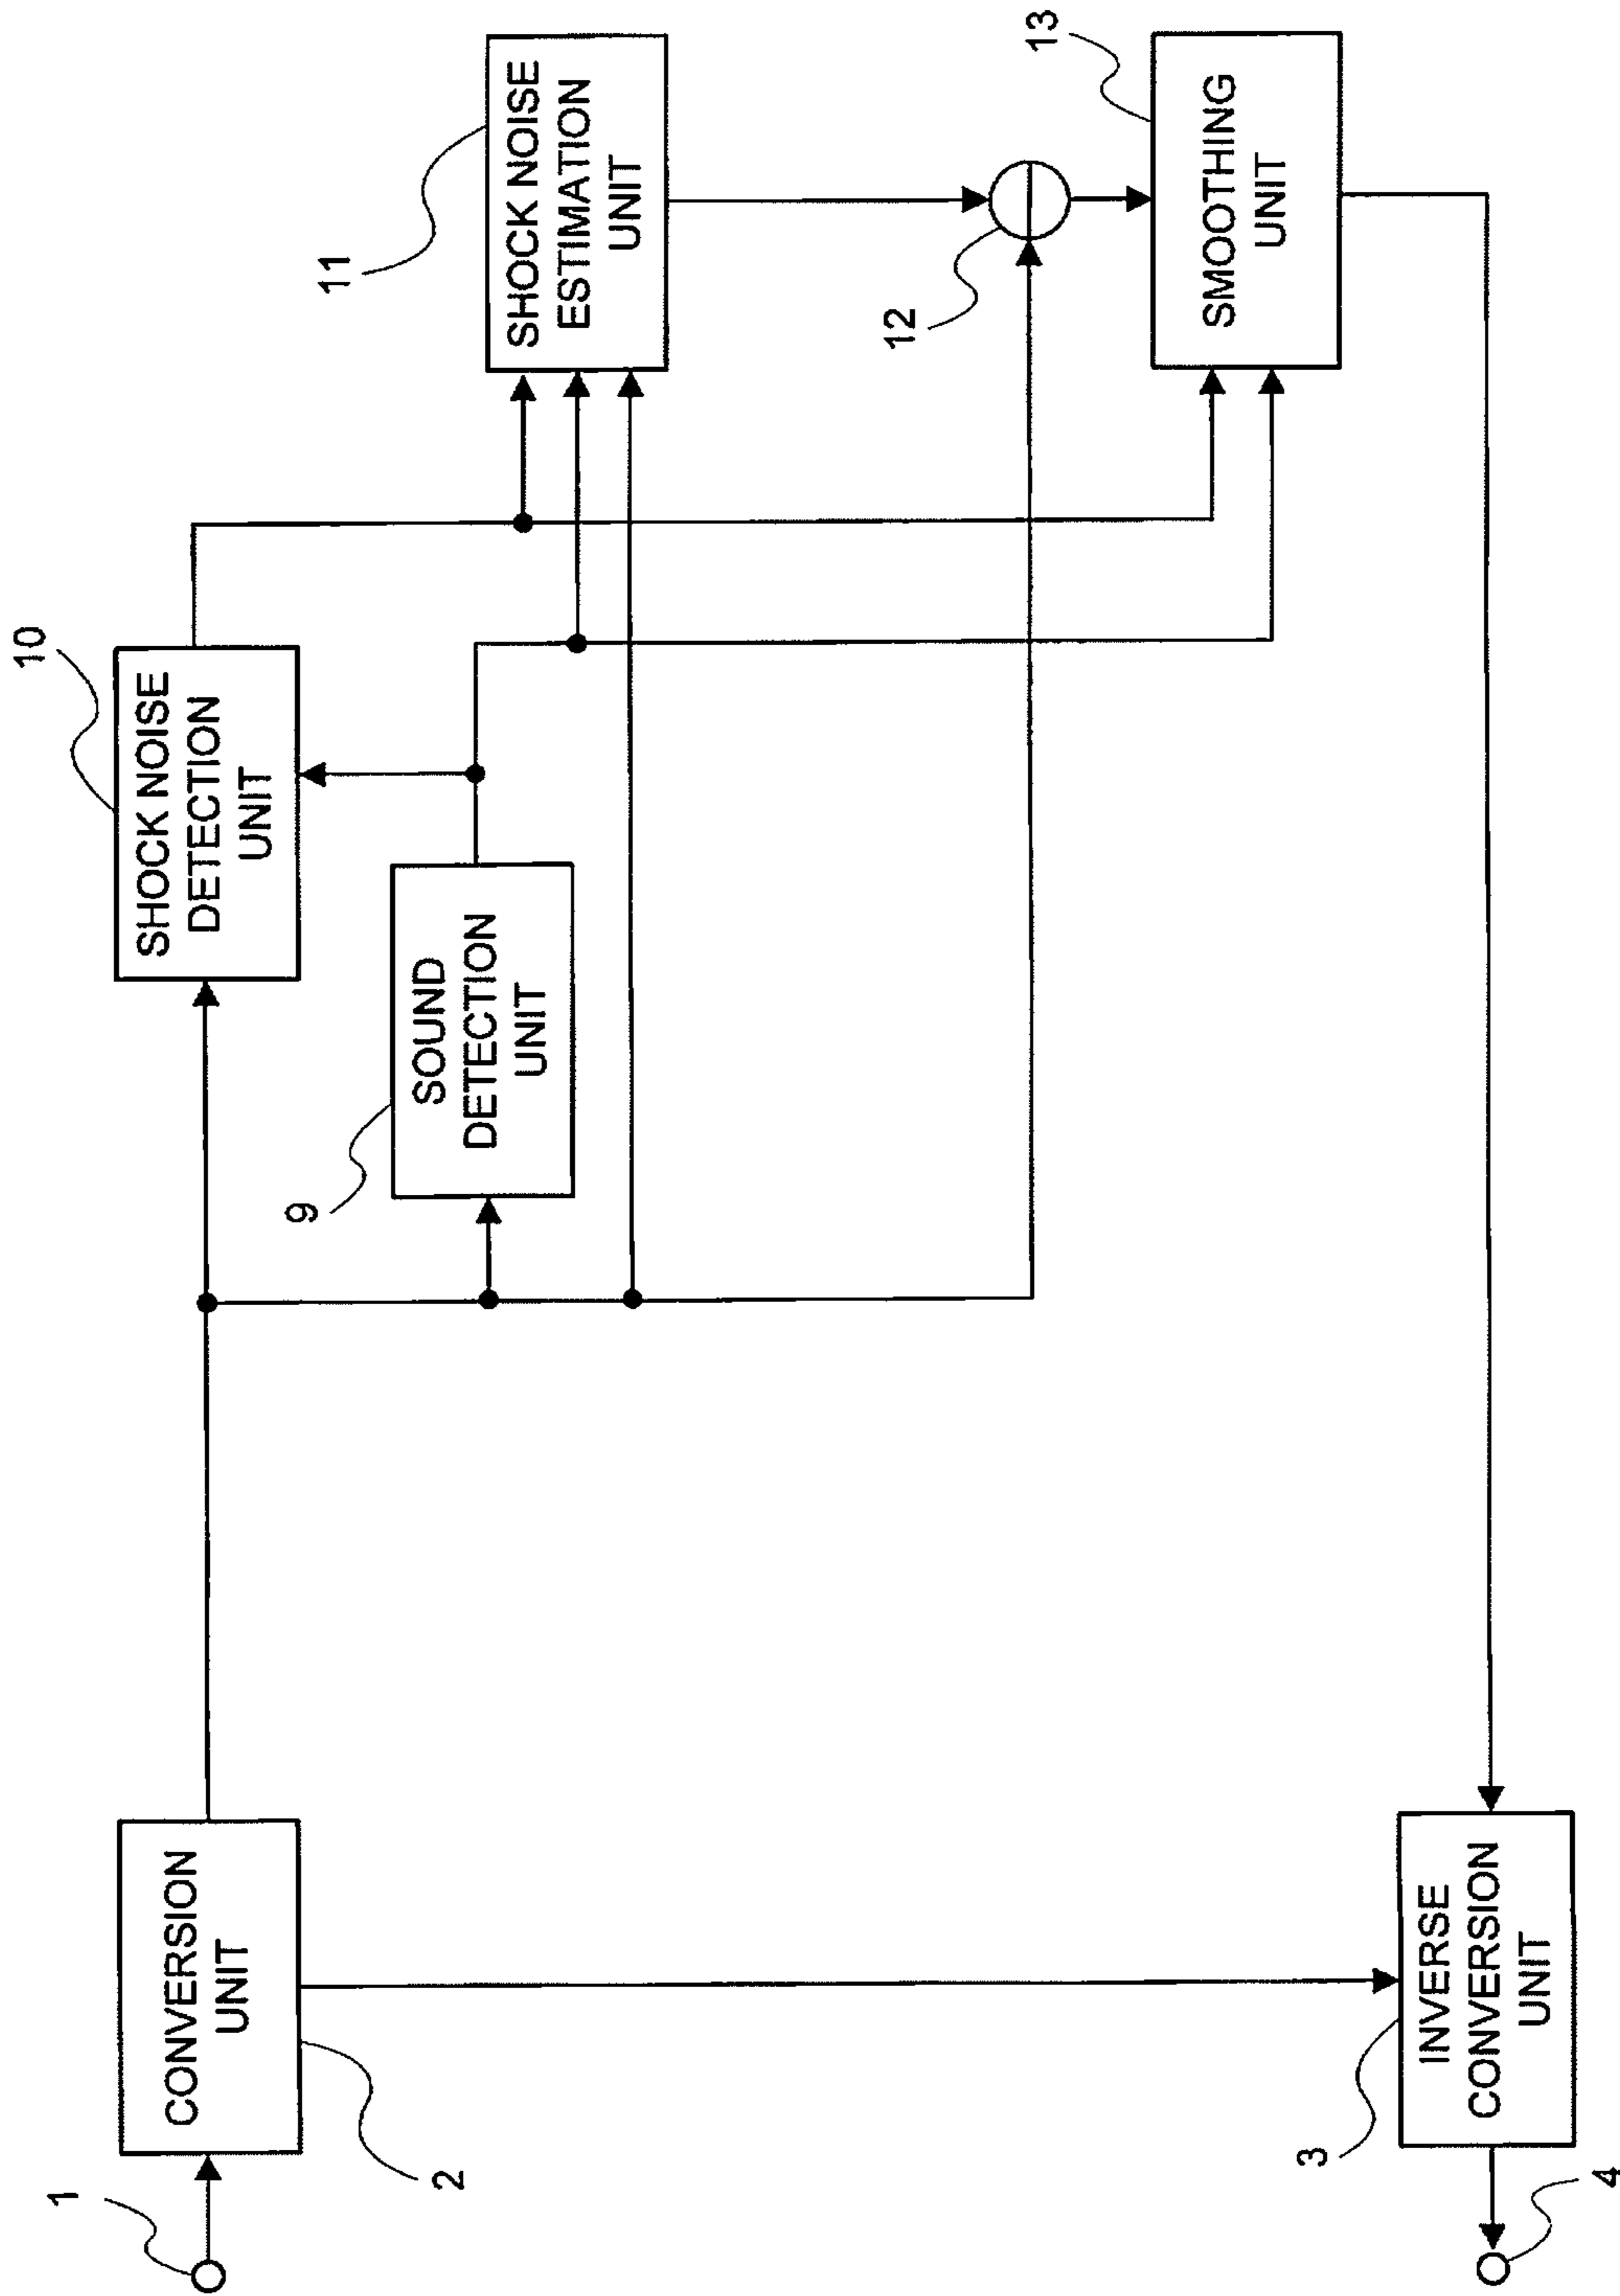 1
CONVERSION
UNIT
2
SHOCK NOISE
DETECTION
UNIT
10
SOUND
DETECTION
UNIT
9
SHOCK NOISE
ESTIMATION
UNIT
11
12
SMOOTHING
UNIT
13
INVERSE
CONVERSION
UNIT
3
4